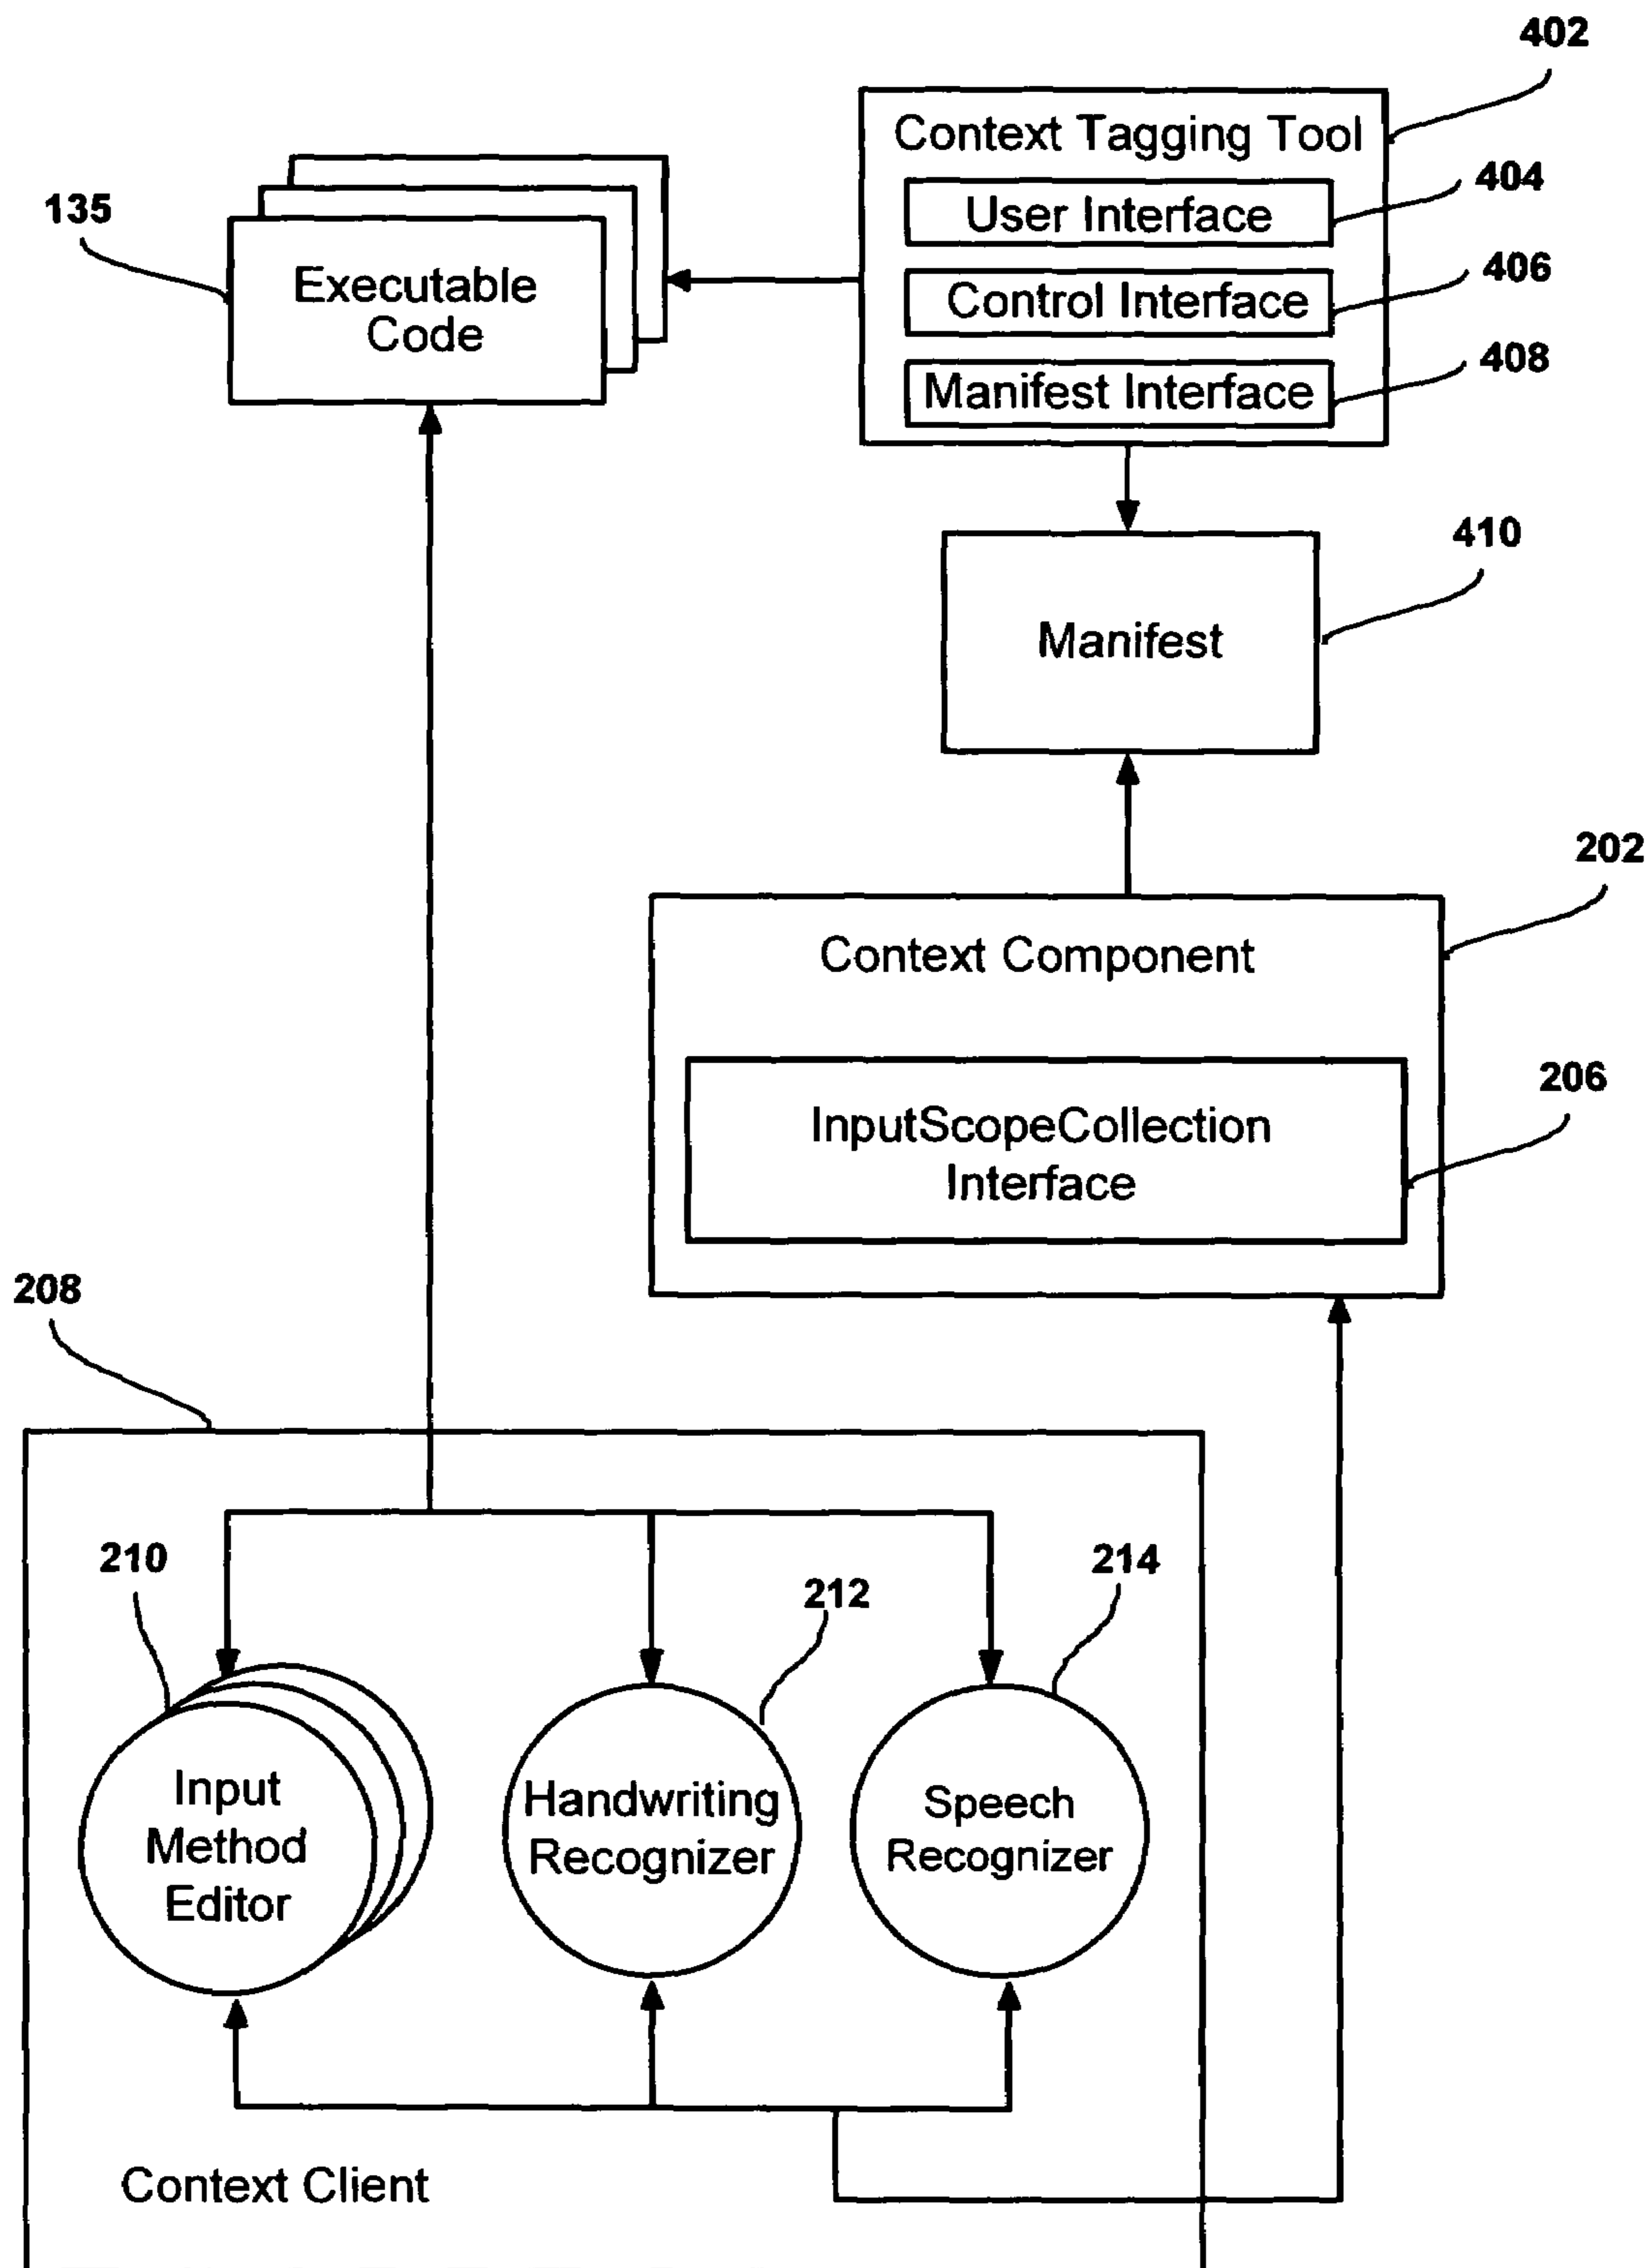 402
Context Tagging Tool
404
User Interface
135
406
Executable
Code
Control Interface
408
Manifest Interface
410
Manifest
202
Context Component
206
InputScopeCollection
Interface
208
210
214
212
Input
Method
Editor
Handwriting
Recognizer
Speech
Recognizer
Context Client